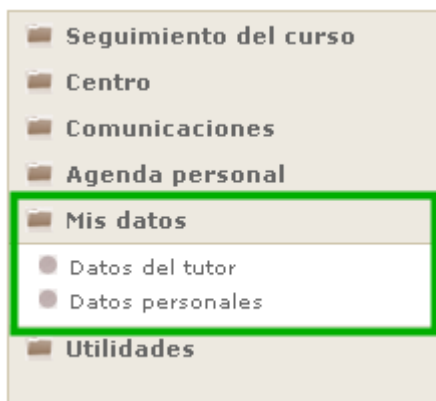 Seguimiento del curso
Centro
Comunicaciones
Agenda personal
Mis datos
Datos del tutor
Datos personales
Utilidades